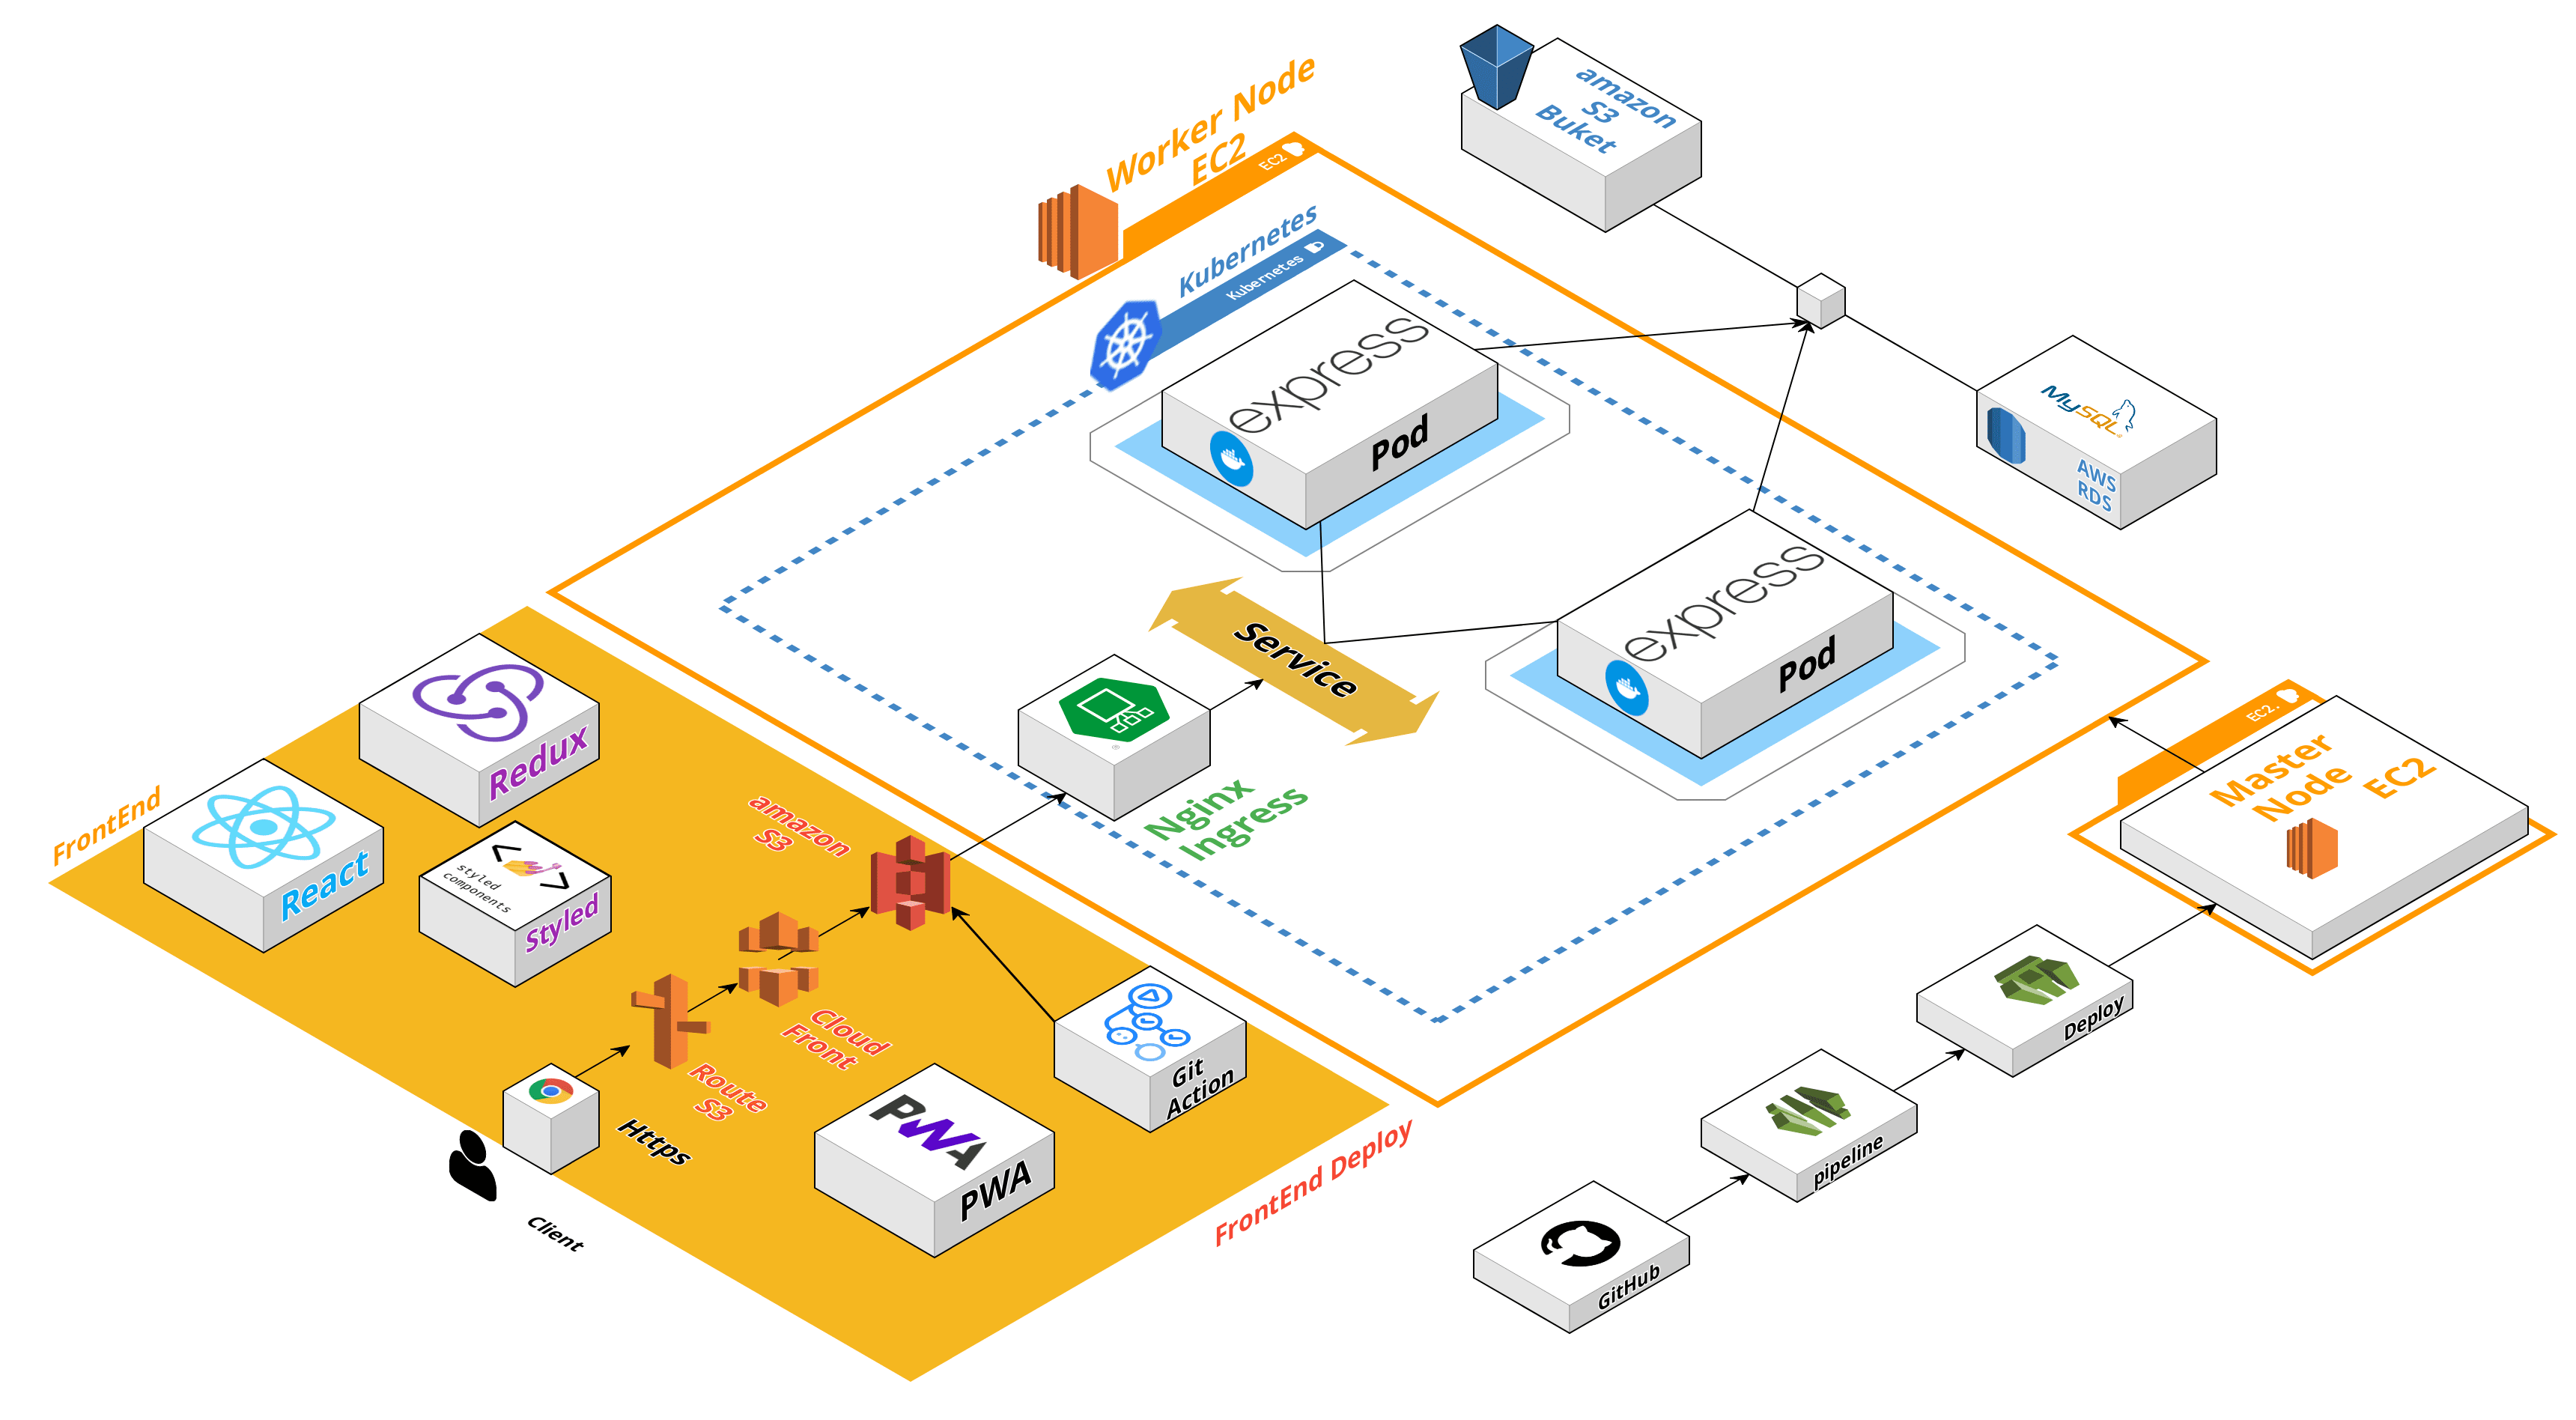 amazon
S3
Buket
Worker Node
EC2
EC2
Kubernetes
Kubernetes
express
Pod
MySQL
AWS
RDS
express
Pod
Service
Nginx
Ingress
EC2.
Master
Node
EC2
FrontEnd
Redux
React
styled
components
Styled
amazon
S3
Cloud
Front
Route
S3
Https
Client
Git
Action
PWA
PWA
FrontEnd Deploy
Deploy
pipeline
GitHub